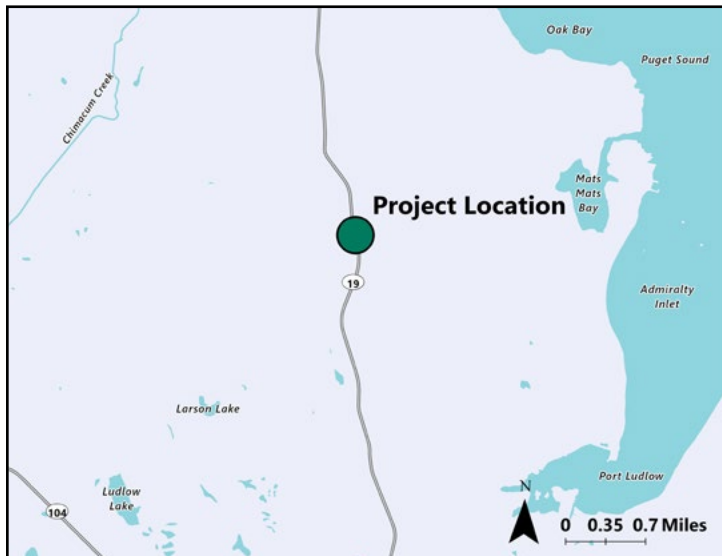 Oak Bay
Puget Sound
Chimacum Creek
Mats
Mats
Bay
Project Location
19
Admiralty
Inlet
Larson Lake
Ludlow
Lake
104
Port Ludlow
N
0 0.35 0.7 Miles